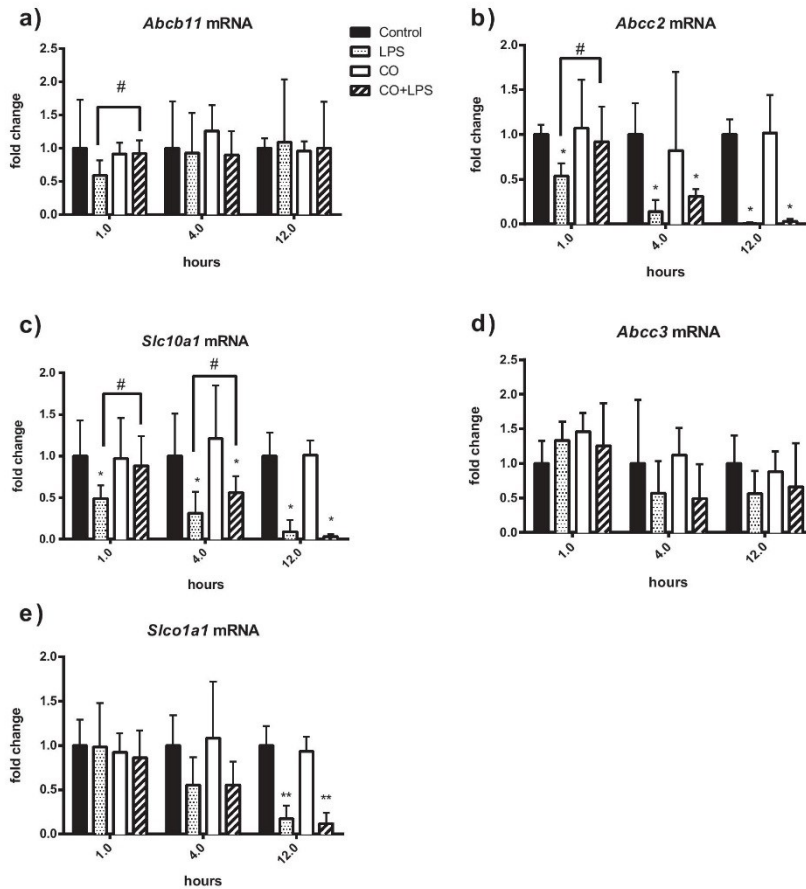 a)
Abcb11 mRNA
fold change
2.5
2.0
1.5
1.0
0.5
0.0
#
1.0
4.0
12.0
hours
Control
LPS
CO
CO+LPS
b)
Abcc2 mRNA
fold change
2.0
1.5
1.0
0.5
0.0
#
*
*
*
*
*
1.0
4.0
12.0
hours
c)
Slc10a1 mRNA
fold change
2.0
1.5
1.0
0.5
0.0
#
#
*
*
*
*
*
1.0
4.0
12.0
hours
d)
Abcc3 mRNA
fold change
2.5
2.0
1.5
1.0
0.5
0.0
1.0
4.0
12.0
hours
e)
Slco1a1 mRNA
fold change
2.0
1.5
1.0
0.5
0.0
**
**
1.0
4.0
12.0
hours